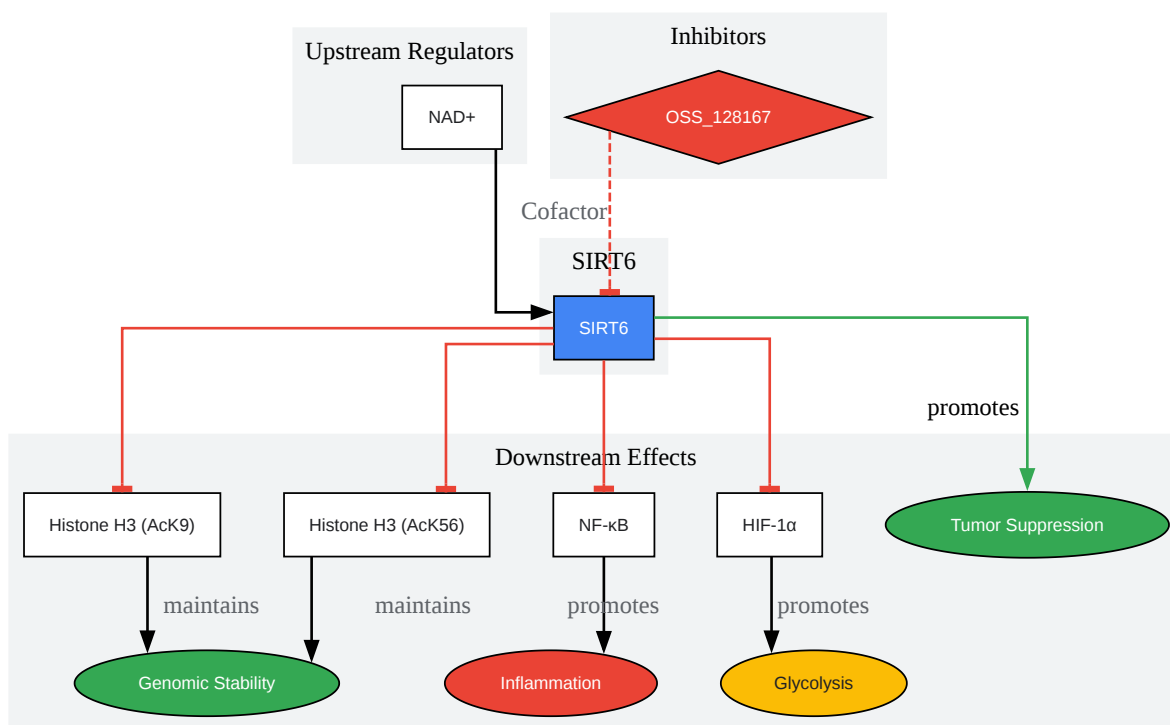 Upstream Regulators
Inhibitors
NAD+
OSS_128167
Cofactor
SIRT6
SIRT6
promotes
Downstream Effects
Histone H3 (AcK9)
Histone H3 (AcK56)
NF-κB
HIF-1α
Tumor Suppression
maintains
maintains
promotes
promotes
Genomic Stability
Inflammation
Glycolysis